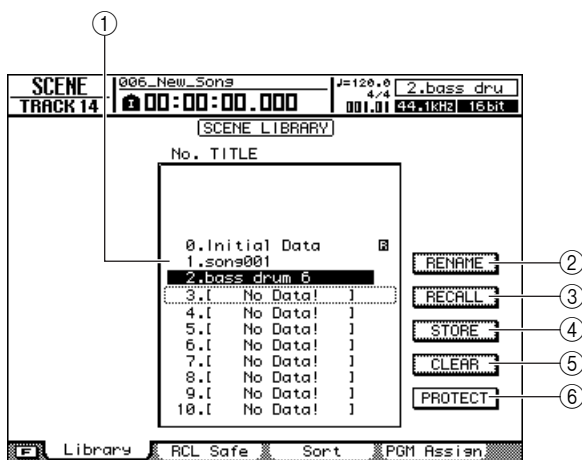 1
SCENE
TRACK 14
006_New_Song
00:00:00.000
♩=120.0
4/4
001.01
2.bass dru
44.1kHz 16bit
SCENE LIBRARY
No. TITLE
0.Initial Data R
1.song001
2.bass drum 6
3.[ No Data! ]
4.[ No Data! ]
5.[ No Data! ]
6.[ No Data! ]
7.[ No Data! ]
8.[ No Data! ]
9.[ No Data! ]
10.[ No Data! ]
RENAME 2
RECALL 3
STORE 4
CLEAR 5
PROTECT 6
F Library RCL Safe Sort PGM Assign